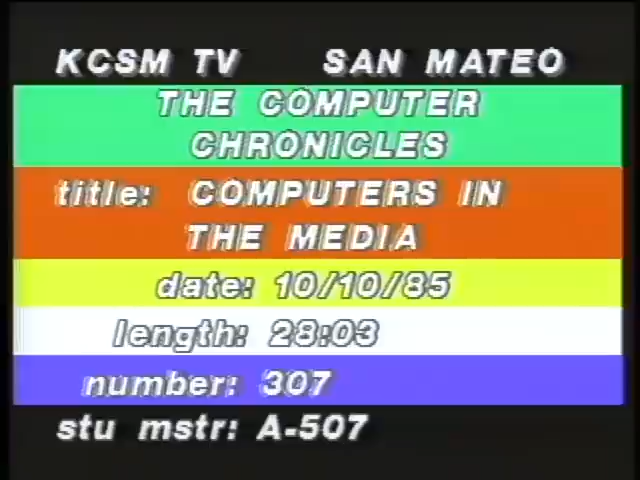 KCSM TV SAN MATEO
THE COMPUTER
CHRONICLES
title: COMPUTERS IN
THE MEDIA
date: 10/10/85
length: 28:03
number: 307
stu mstr: A-507